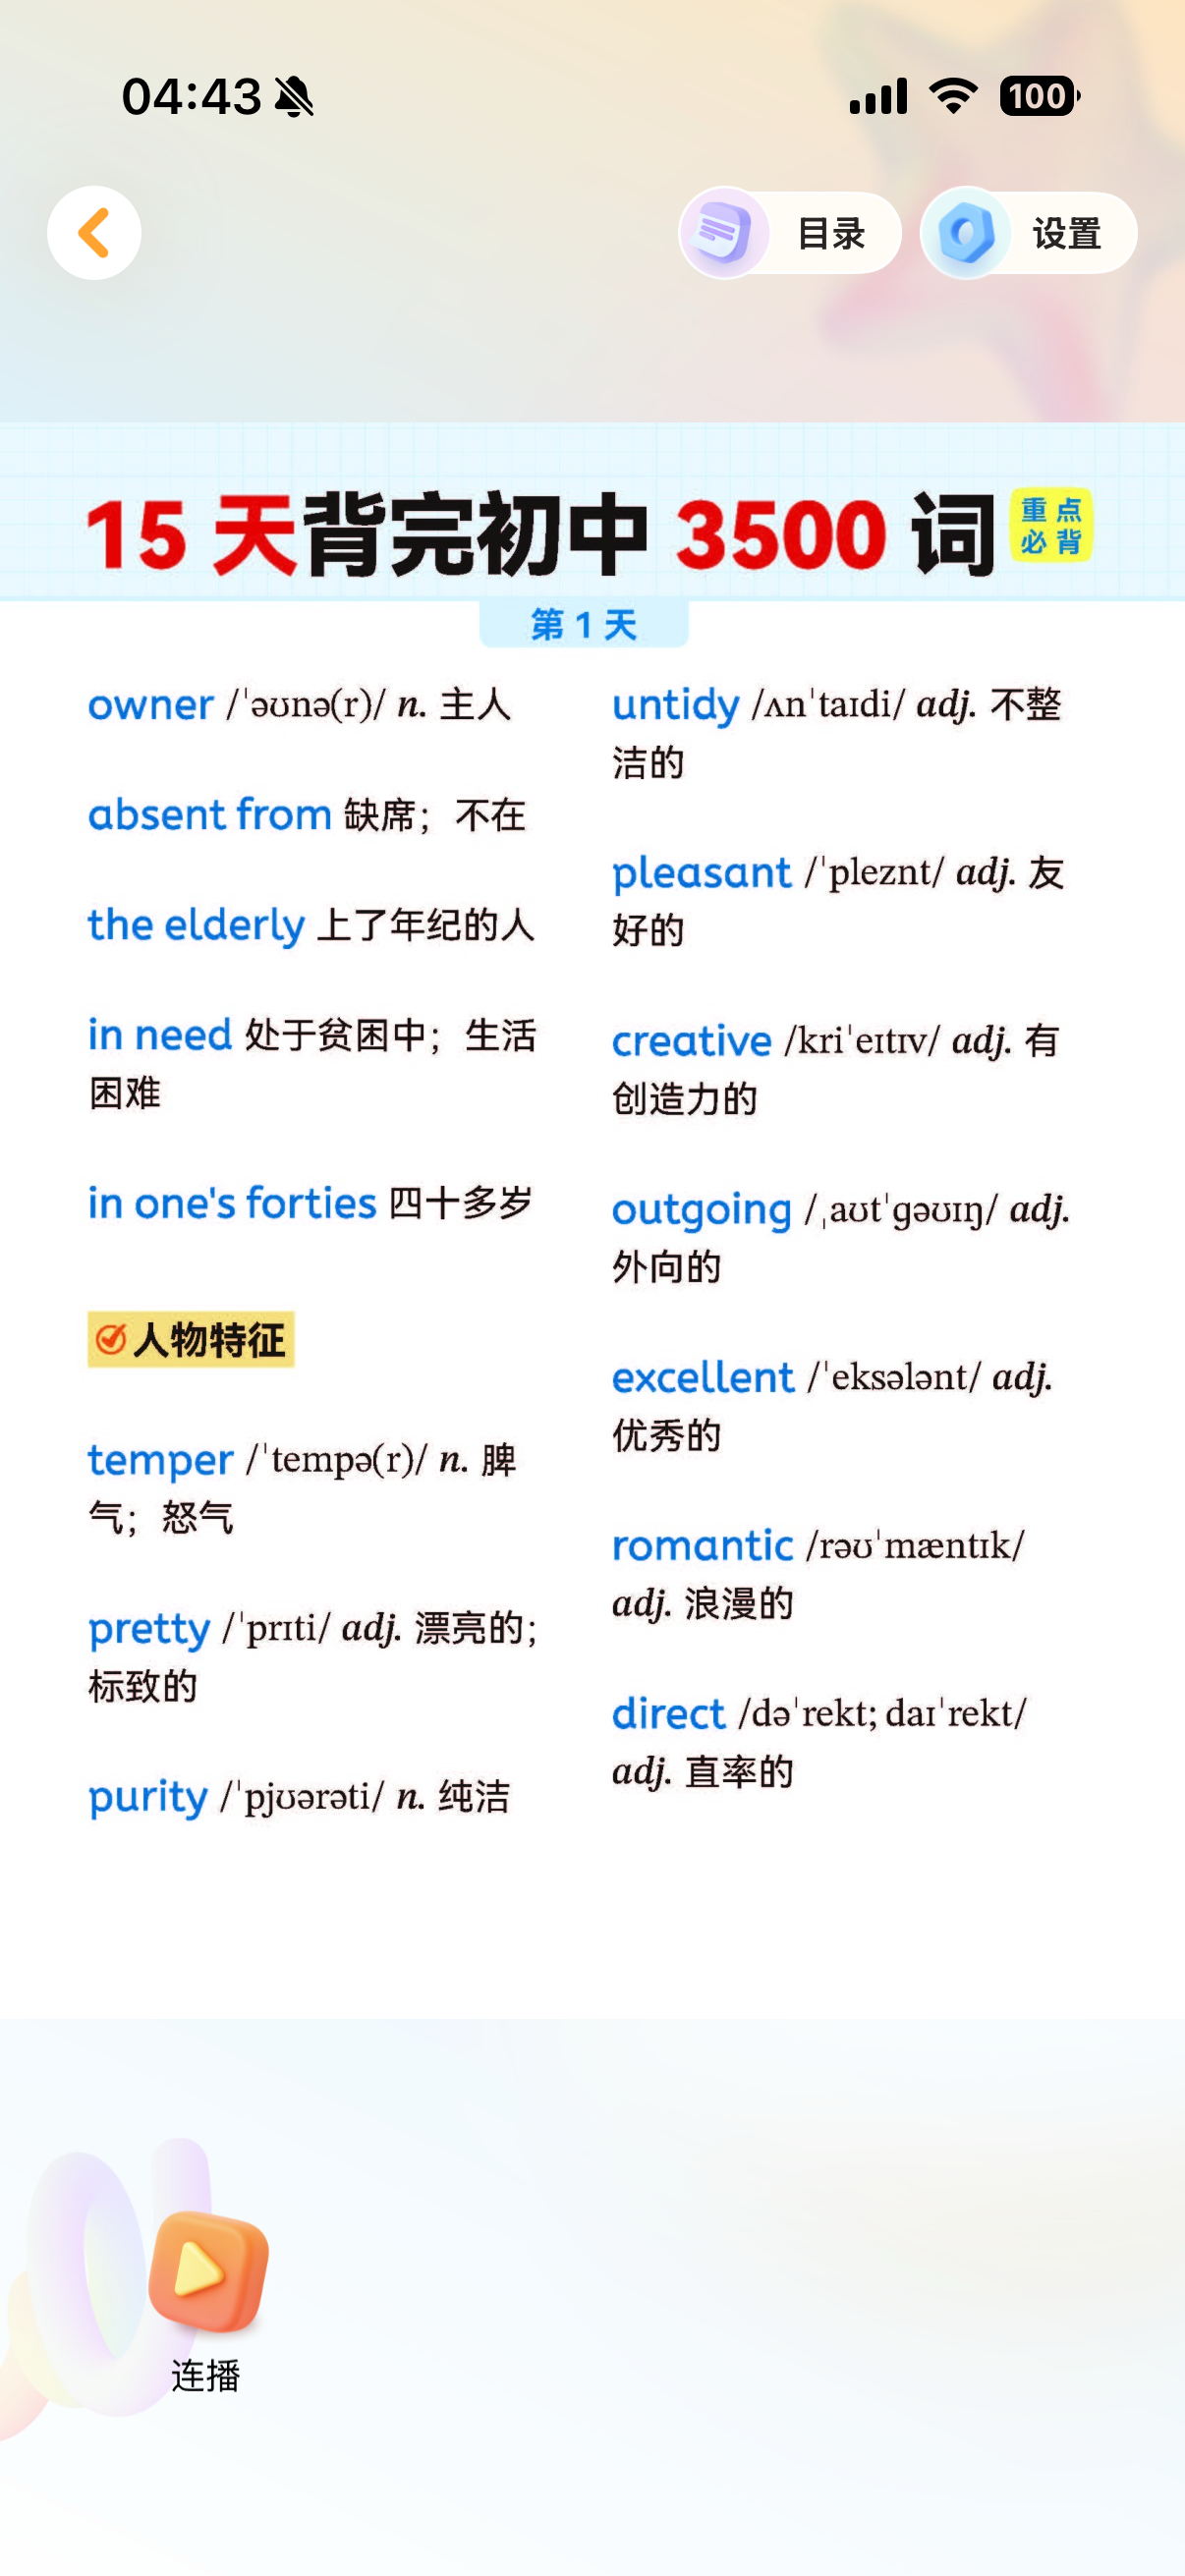 04:43
100
目录
设置
15 天背完初中 3500 词
重点
必背
第 1 天
owner /ˈəʊnə(r)/ n. 主人
absent from 缺席；不在
the elderly 上了年纪的人
in need 处于贫困中；生活
困难
in one's forties 四十多岁
人物特征
temper /ˈtempə(r)/ n. 脾
气；怒气
pretty /ˈprɪti/ adj. 漂亮的；
标致的
purity /ˈpjʊərəti/ n. 纯洁
untidy /ʌnˈtaɪdi/ adj. 不整
洁的
pleasant /ˈpleznt/ adj. 友
好的
creative /kriˈeɪtɪv/ adj. 有
创造力的
outgoing /ˌaʊtˈɡəʊɪŋ/ adj.
外向的
excellent /ˈeksələnt/ adj.
优秀的
romantic /rəʊˈmæntɪk/
adj. 浪漫的
direct /dəˈrekt; daɪˈrekt/
adj. 直率的
连播